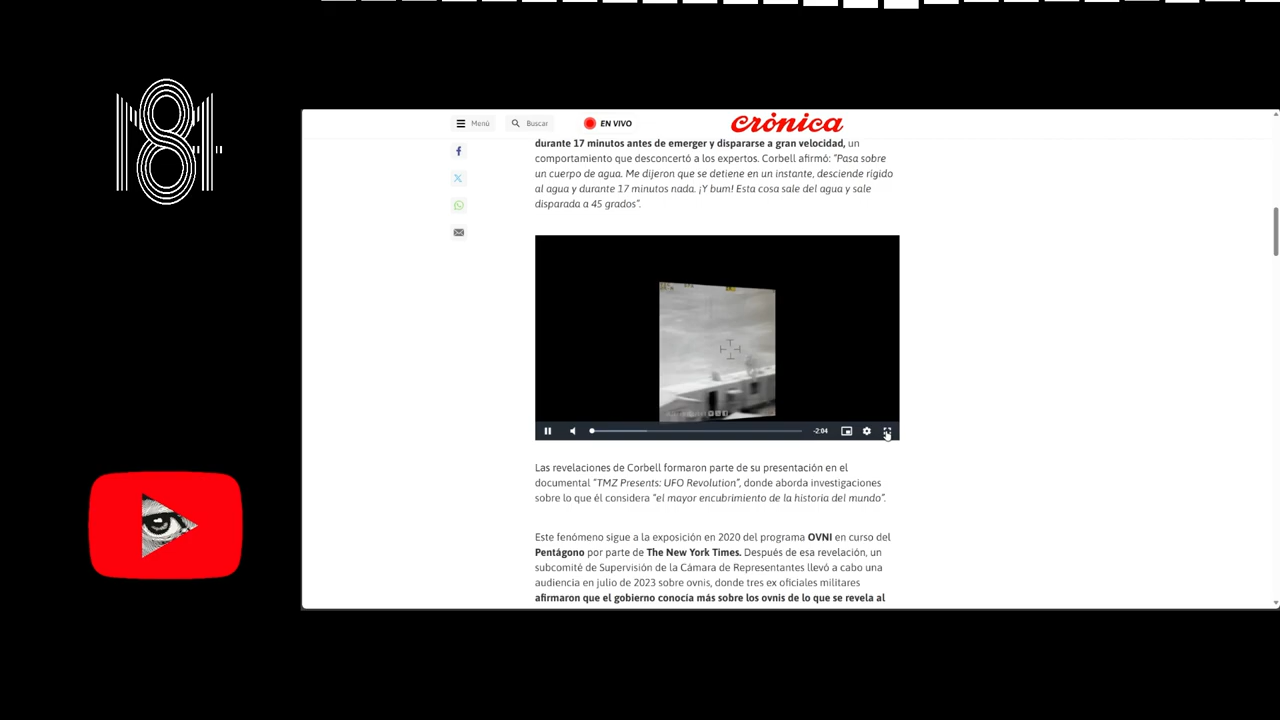 181
Menú
Buscar
EN VIVO
crónica
durante 17 minutos antes de emerger y dispararse a gran velocidad, un
comportamiento que desconcertó a los expertos. Corbell afirmó: “Pasa sobre
un cuerpo de agua. Me dijeron que se detiene en un instante, desciende rígido
al agua y durante 17 minutos nada. ¡Y bum! Esta cosa sale del agua y sale
disparada a 45 grados”.
-2:04
Las revelaciones de Corbell formaron parte de su presentación en el
documental “TMZ Presents: UFO Revolution”, donde aborda investigaciones
sobre lo que él considera “el mayor encubrimiento de la historia del mundo”.
Este fenómeno sigue a la exposición en 2020 del programa OVNI en curso del
Pentágono por parte de The New York Times. Después de esa revelación, un
subcomité de Supervisión de la Cámara de Representantes llevó a cabo una
audiencia en julio de 2023 sobre ovnis, donde tres ex oficiales militares
afirmaron que el gobierno conocía más sobre los ovnis de lo que se revela al